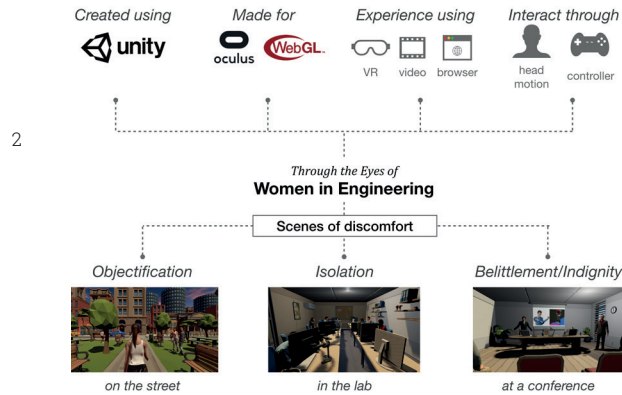 Created using
Made for
Experience using
Interact through
unity
oculus
WebGL
VR
video
browser
head
motion
controller
2
Through the Eyes of
Women in Engineering
Scenes of discomfort
Objectification
Isolation
Belittlement/Indignity
on the street
in the lab
at a conference